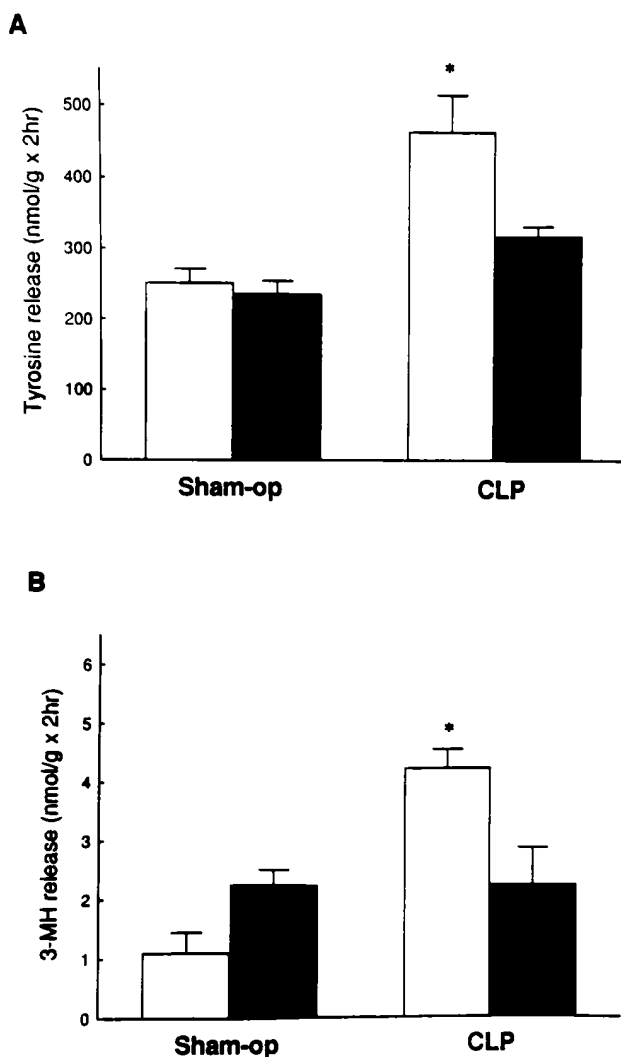 A
*
500
400
300
200
100
0
Tyrosine release (nmol/g x 2hr)
Sham-op CLP
B
*
6
5
4
3
2
1
0
3-MH release (nmol/g x 2hr)
Sham-op CLP